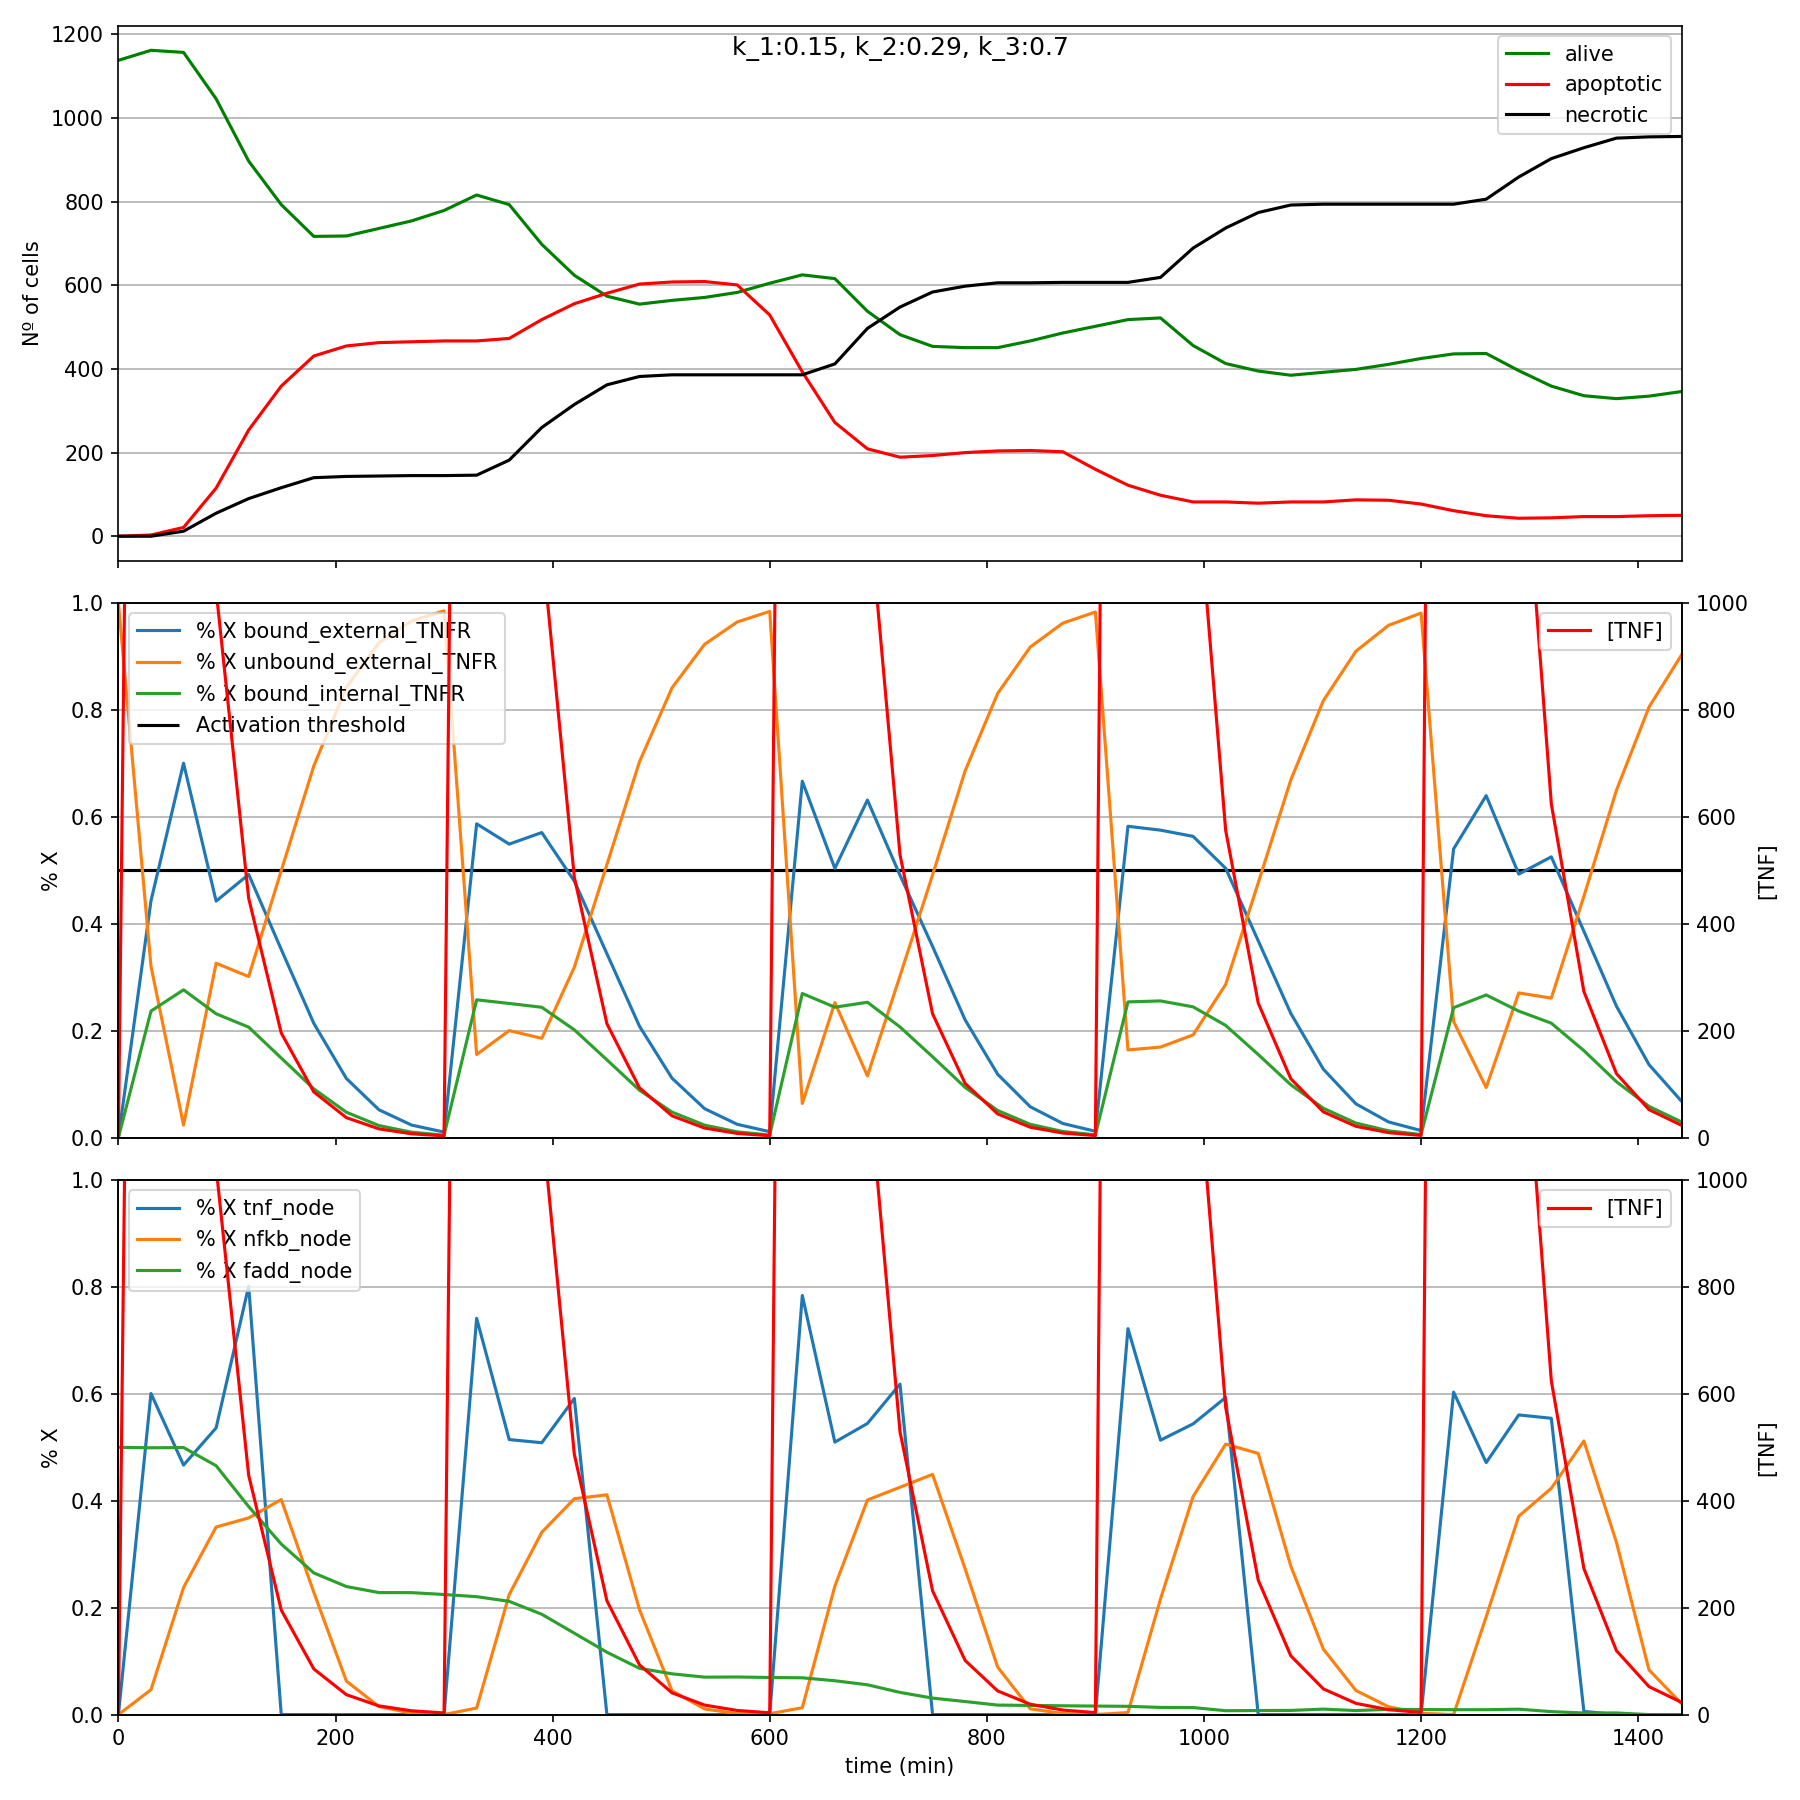 k_1:0.15, k_2:0.29, k_3:0.7
1200
1000
800
600
400
200
0
Nº of cells
alive
apoptotic
necrotic
1.0
0.8
0.6
0.4
0.2
0.0
% X
% X bound_external_TNFR
% X unbound_external_TNFR
% X bound_internal_TNFR
Activation threshold
[TNF]
1000
800
600
400
200
0
[TNF]
1.0
0.8
0.6
0.4
0.2
0.0
% X
% X tnf_node
% X nfkb_node
% X fadd_node
[TNF]
1000
800
600
400
200
0
[TNF]
0 200 400 600 800 1000 1200 1400
time (min)